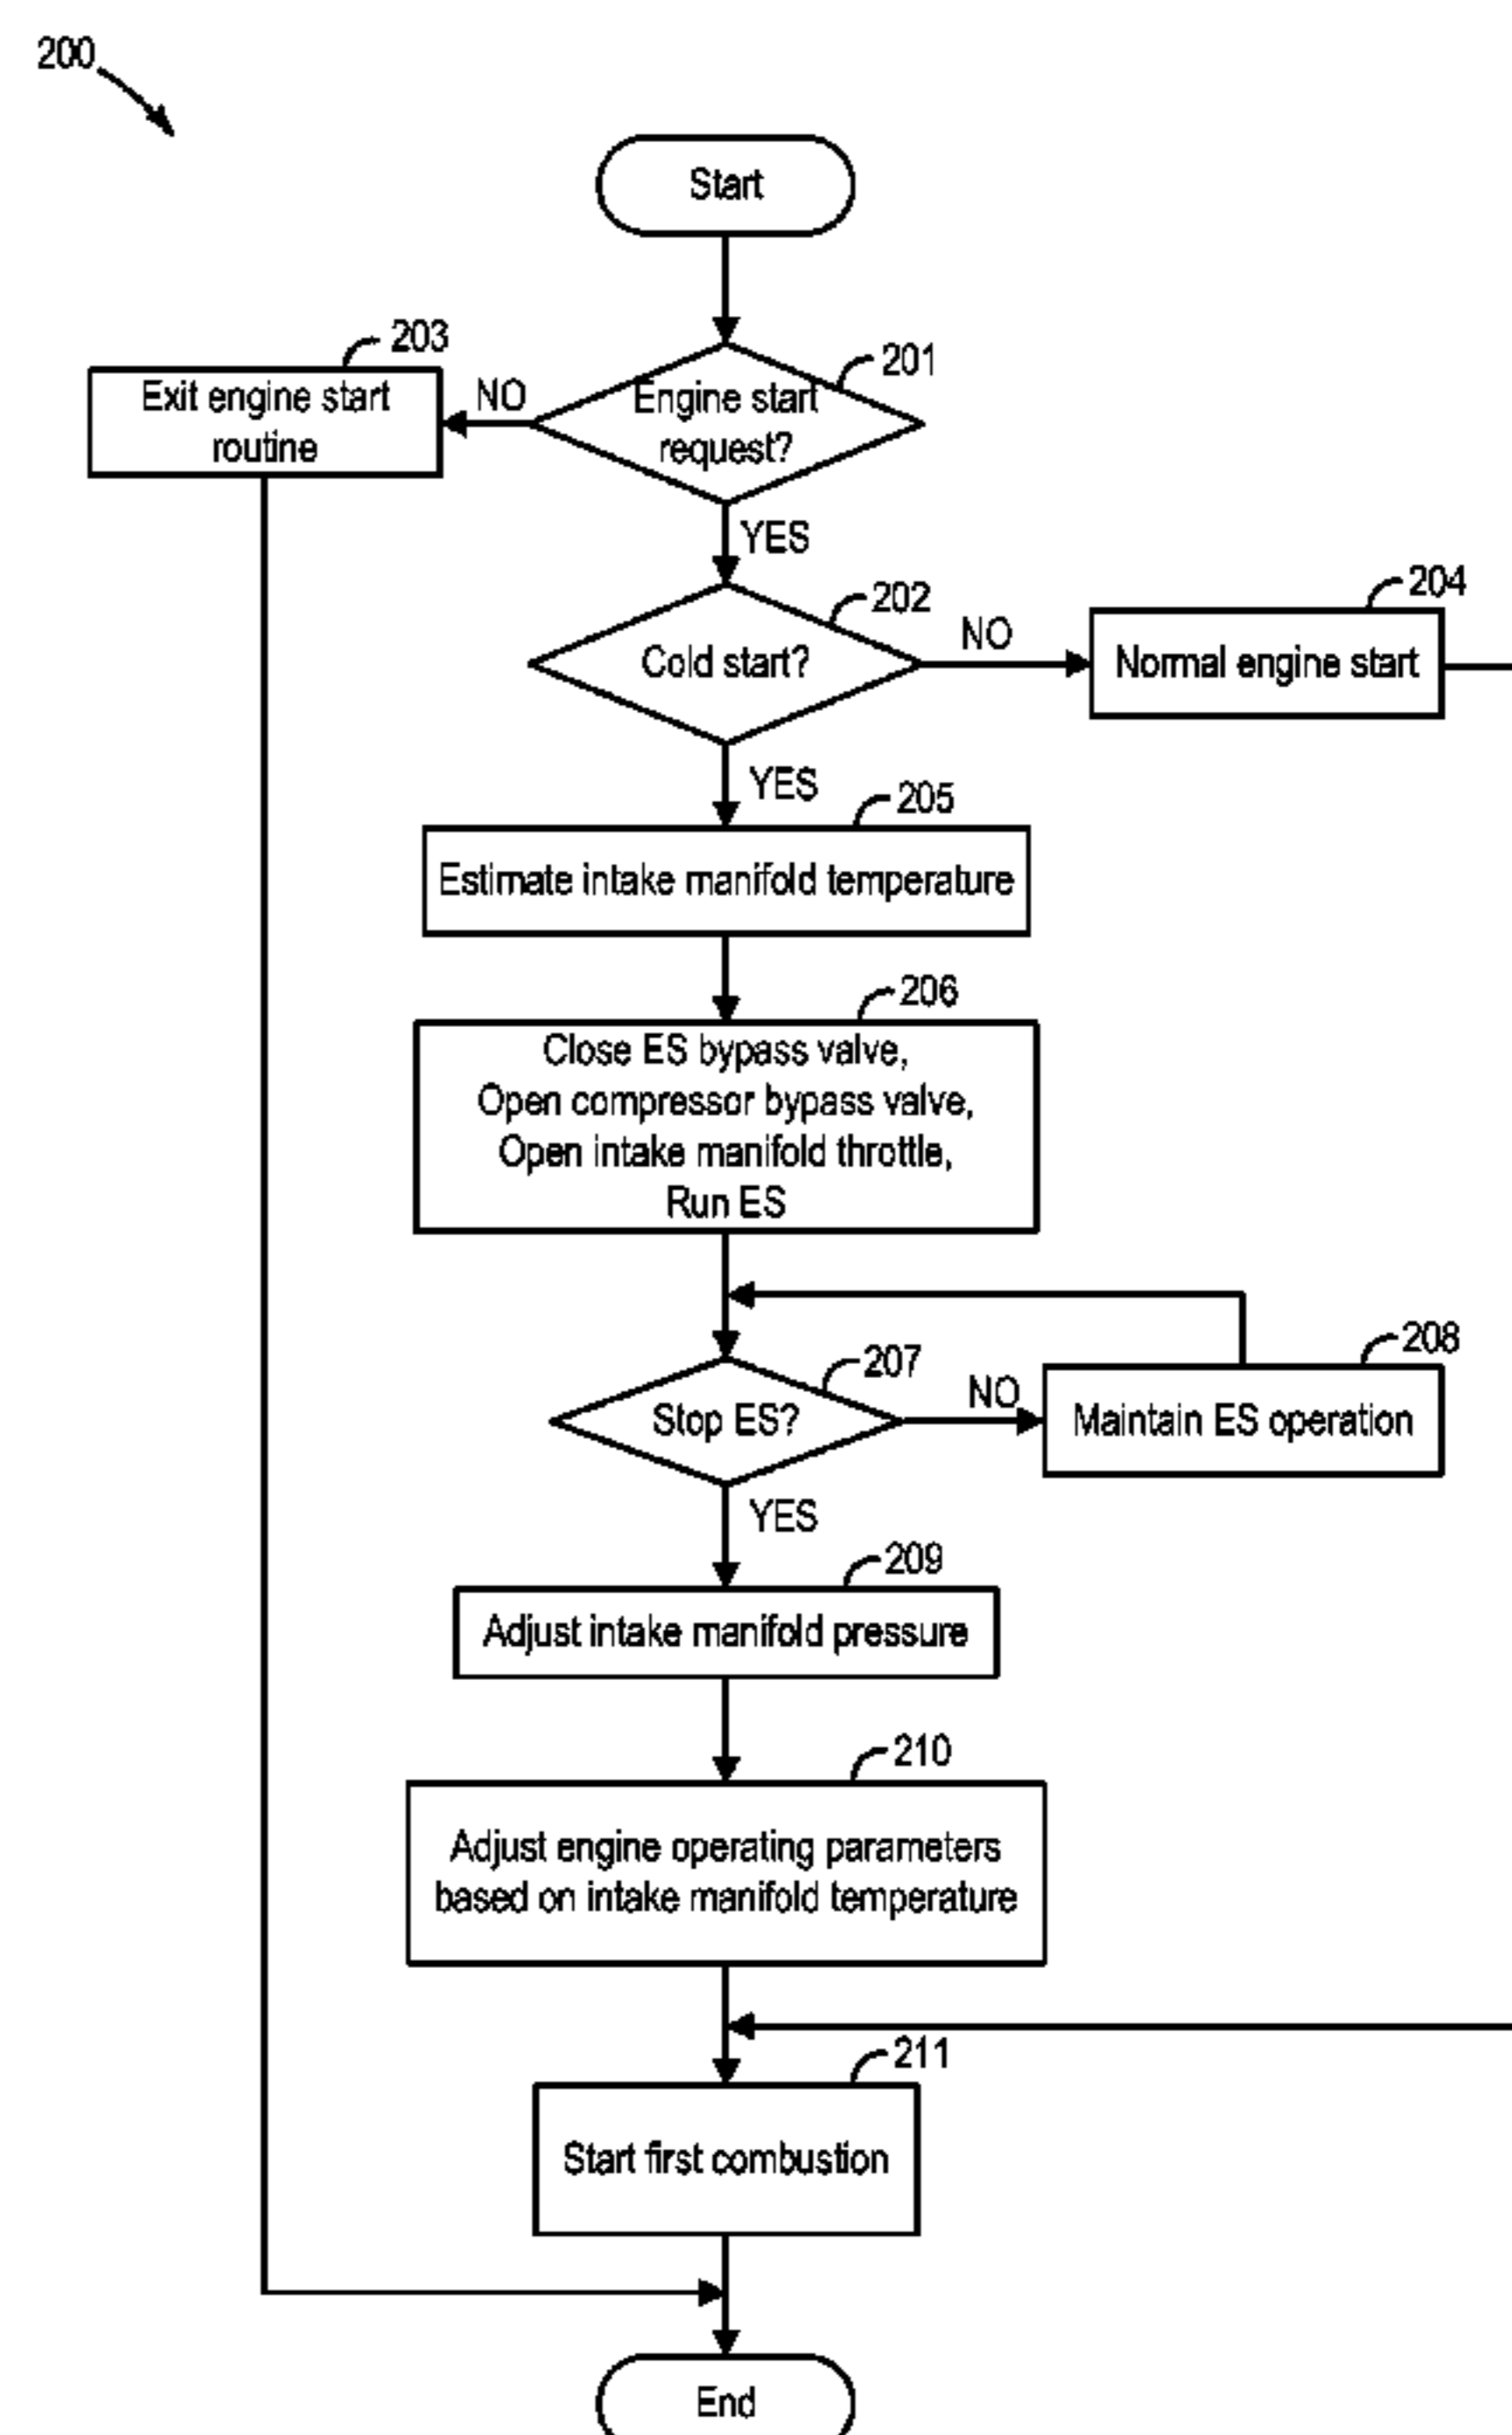 200
Start
203
Exit engine start
routine
NO
201
Engine start
request?
YES
202
Cold start?
NO
204
Normal engine start
YES
205
Estimate intake manifold temperature
206
Close ES bypass valve,
Open compressor bypass valve,
Open intake manifold throttle,
Run ES
207
Stop ES?
NO
208
Maintain ES operation
YES
209
Adjust intake manifold pressure
210
Adjust engine operating parameters
based on intake manifold temperature
211
Start first combustion
End